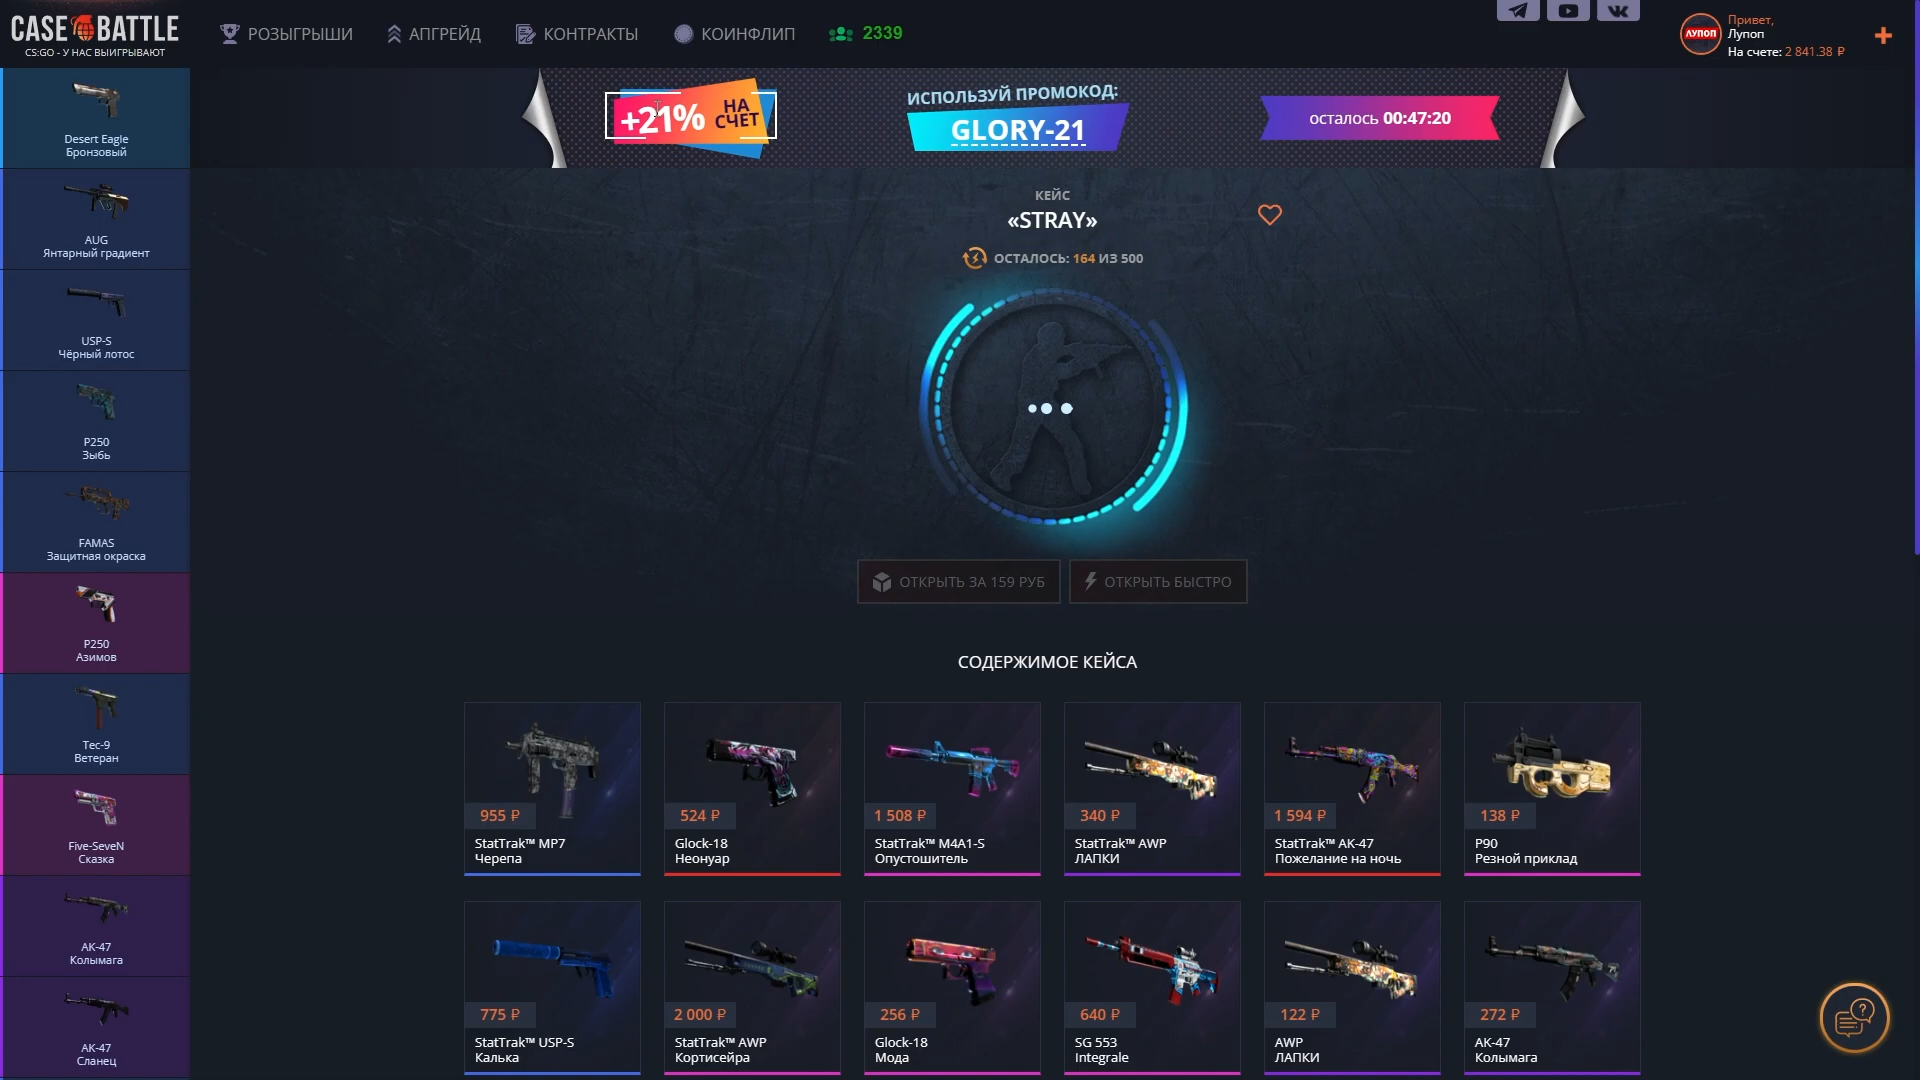 CASE BATTLE
CS:GO - У НАС ВЫИГРЫВАЮТ
РОЗЫГРЫШИ
АПГРЕЙД
КОНТРАКТЫ
КОИНФЛИП
2339
ЛУПОП
Привет,
Лупоп
На счете: 2 841.38 ₽
+21% НА СЧЕТ
ИСПОЛЬЗУЙ ПРОМОКОД:
GLORY-21
осталось 00:47:20
КЕЙС
«STRAY»
ОСТАЛОСЬ: 164 ИЗ 500
ОТКРЫТЬ ЗА 159 РУБ
ОТКРЫТЬ БЫСТРО
Desert Eagle
Бронзовый
AUG
Янтарный градиент
USP-S
Чёрный лотос
P250
Зыбь
FAMAS
Защитная окраска
P250
Азимов
Tec-9
Ветеран
Five-SeveN
Сказка
AK-47
Колымага
AK-47
Сланец
СОДЕРЖИМОЕ КЕЙСА
955 ₽
StatTrak™ MP7
Черепа
524 ₽
Glock-18
Неонуар
1 508 ₽
StatTrak™ M4A1-S
Опустошитель
340 ₽
StatTrak™ AWP
ЛАПКИ
1 594 ₽
StatTrak™ AK-47
Пожелание на ночь
138 ₽
P90
Резной приклад
775 ₽
StatTrak™ USP-S
Калька
2 000 ₽
StatTrak™ AWP
Кортисейра
256 ₽
Glock-18
Мода
640 ₽
SG 553
Integrale
122 ₽
AWP
ЛАПКИ
272 ₽
AK-47
Колымага